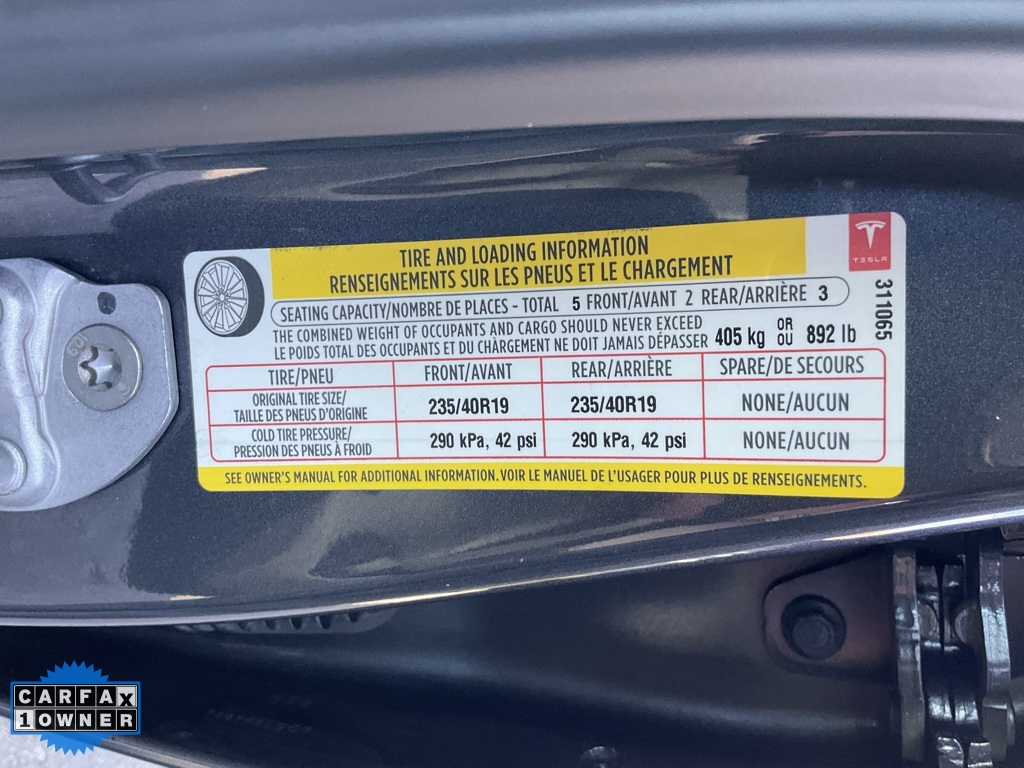 TIRE AND LOADING INFORMATION
RENSEIGNEMENTS SUR LES PNEUS ET LE CHARGEMENT
TESLA
SEATING CAPACITY/NOMBRE DE PLACES - TOTAL 5 FRONT/AVANT 2 REAR/ARRIÈRE 3
311065
THE COMBINED WEIGHT OF OCCUPANTS AND CARGO SHOULD NEVER EXCEED
LE POIDS TOTAL DES OCCUPANTS ET DU CHARGEMENT NE DOIT JAMAIS DÉPASSER
405 kg OR OU 892 lb
TIRE/PNEU FRONT/AVANT REAR/ARRIÈRE SPARE/DE SECOURS
ORIGINAL TIRE SIZE/
TAILLE DES PNEUS D'ORIGINE
235/40R19 235/40R19 NONE/AUCUN
COLD TIRE PRESSURE/
PRESSION DES PNEUS À FROID
290 kPa, 42 psi 290 kPa, 42 psi NONE/AUCUN
SEE OWNER'S MANUAL FOR ADDITIONAL INFORMATION. VOIR LE MANUEL DE L'USAGER POUR PLUS DE RENSEIGNEMENTS.
CARFAX
1 OWNER